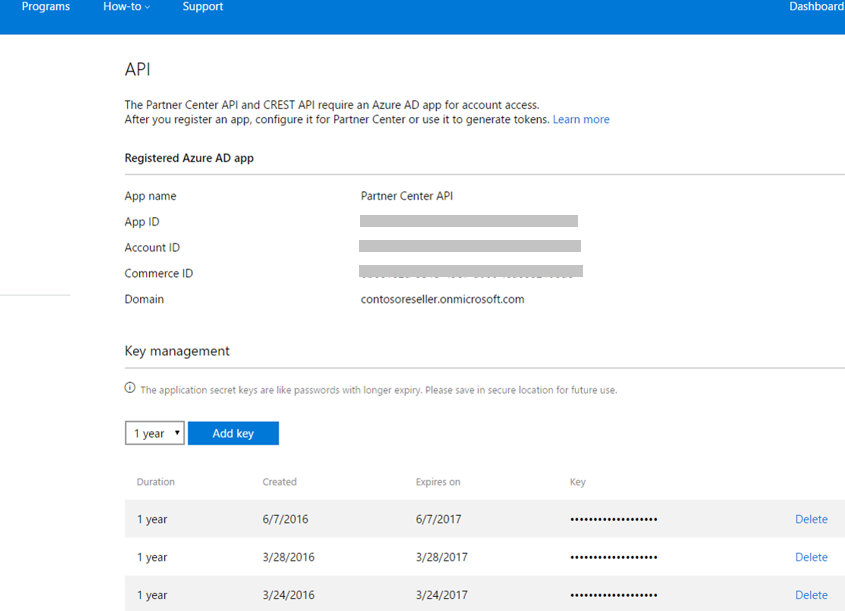 Programs How-to Support Dashboard
API
The Partner Center API and CREST API require an Azure AD app for account access.
After you register an app, configure it for Partner Center or use it to generate tokens. Learn more
Registered Azure AD app
App name Partner Center API
App ID
Account ID
Commerce ID
Domain contosoreseller.onmicrosoft.com
Key management
The application secret keys are like passwords with longer expiry. Please save in secure location for future use.
1 year Add key
Duration Created Expires on Key
1 year 6/7/2016 6/7/2017 ••••••••••••••••••• Delete
1 year 3/28/2016 3/28/2017 ••••••••••••••••••• Delete
1 year 3/24/2016 3/24/2017 ••••••••••••••••••• Delete